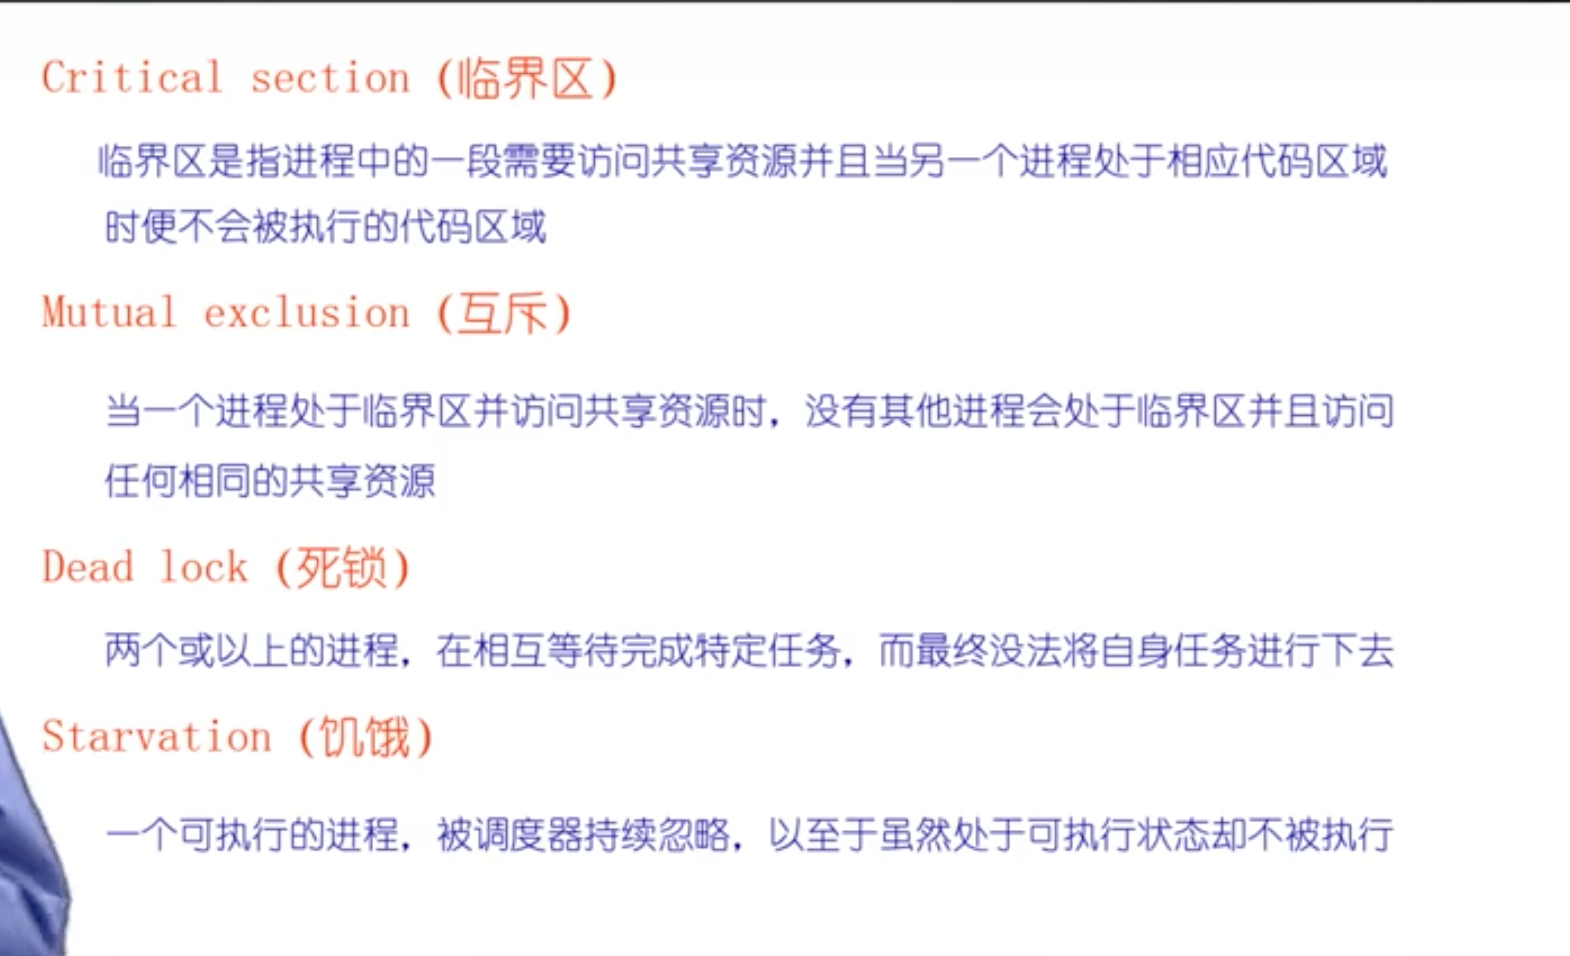 Critical section (临界区)
临界区是指进程中的一段需要访问共享资源并且当另一个进程处于相应代码区域
时便不会被执行的代码区域
Mutual exclusion (互斥)
当一个进程处于临界区并访问共享资源时，没有其他进程会处于临界区并且访问
任何相同的共享资源
Dead lock (死锁)
两个或以上的进程，在相互等待完成特定任务，而最终没法将自身任务进行下去
Starvation (饥饿)
一个可执行的进程，被调度器持续忽略，以至于虽然处于可执行状态却不被执行